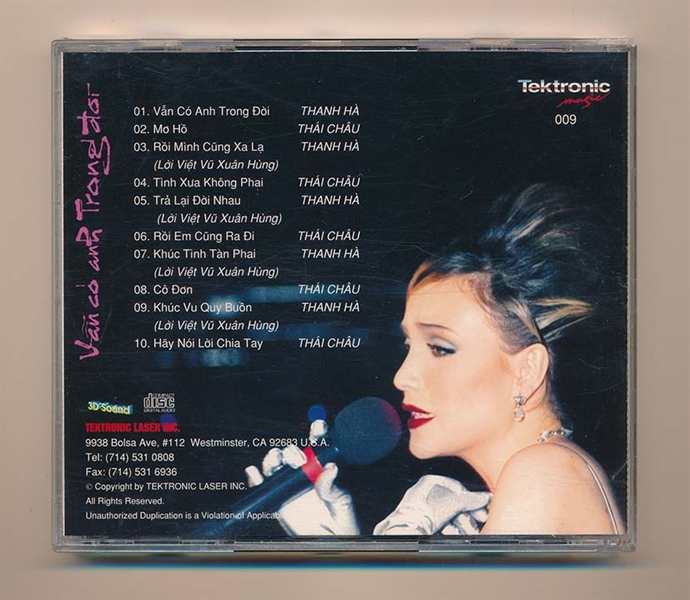 Vẫn có anh Trong đời
Tektronic
music
009
01. Vẫn Có Anh Trong Đời THANH HÀ
02. Mơ Hồ THÁI CHÂU
03. Rồi Mình Cũng Xa Lạ THANH HÀ
(Lời Việt Vũ Xuân Hùng)
04. Tình Xưa Không Phai THÁI CHÂU
05. Trả Lại Đời Nhau THANH HÀ
(Lời Việt Vũ Xuân Hùng)
06. Rồi Em Cũng Ra Đi THÁI CHÂU
07. Khúc Tình Tàn Phai THANH HÀ
(Lời Việt Vũ Xuân Hùng)
08. Cô Đơn THÁI CHÂU
09. Khúc Vu Quy Buồn THANH HÀ
(Lời Việt Vũ Xuân Hùng)
10. Hãy Nói Lời Chia Tay THÁI CHÂU
3D Sound
COMPACT
disc
DIGITAL AUDIO
TEKTRONIC LASER INC.
9938 Bolsa Ave, #112 Westminster, CA 92683 U.S.A.
Tel: (714) 531 0808
Fax: (714) 531 6936
© Copyright by TEKTRONIC LASER INC.
All Rights Reserved.
Unauthorized Duplication is a Violation of Applicab